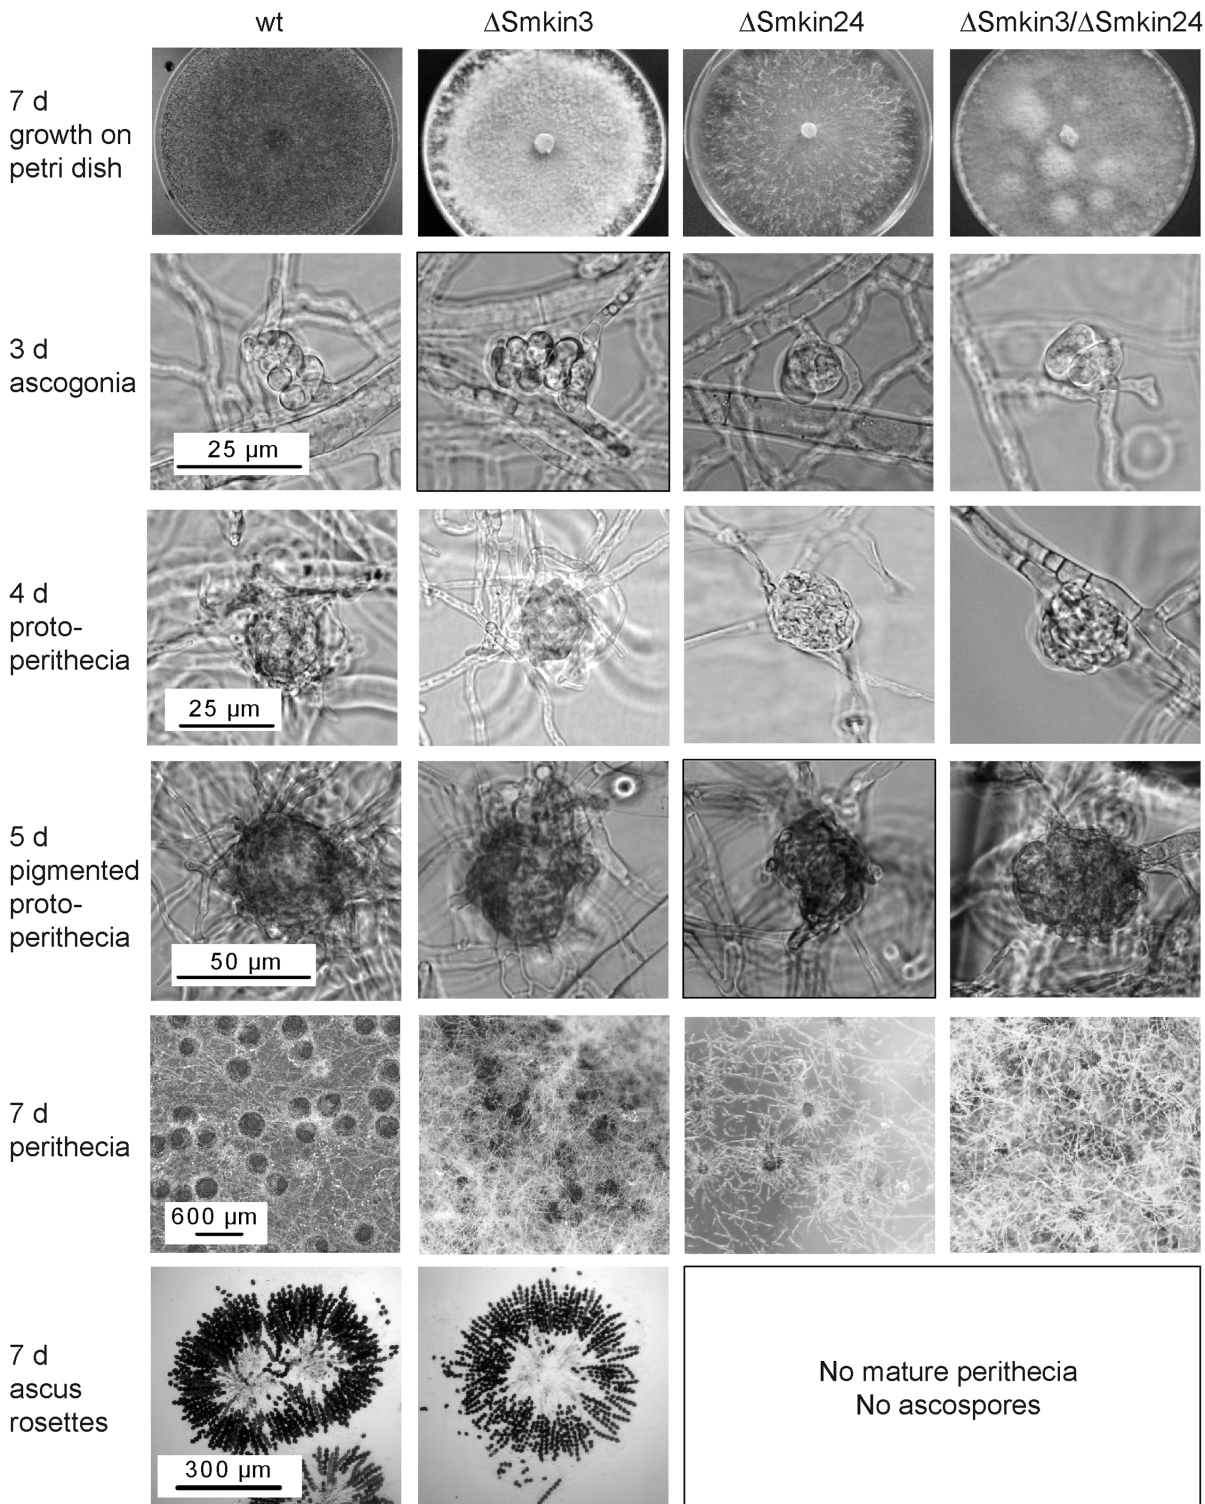 wt
ΔSmkin3
ΔSmkin24
ΔSmkin3/ΔSmkin24
7 d
growth on
petri dish
3 d
ascogonia
25 µm
4 d
proto-
perithecia
25 µm
5 d
pigmented
proto-
perithecia
50 µm
7 d
perithecia
600 µm
7 d
ascus
rosettes
300 µm
No mature perithecia
No ascospores